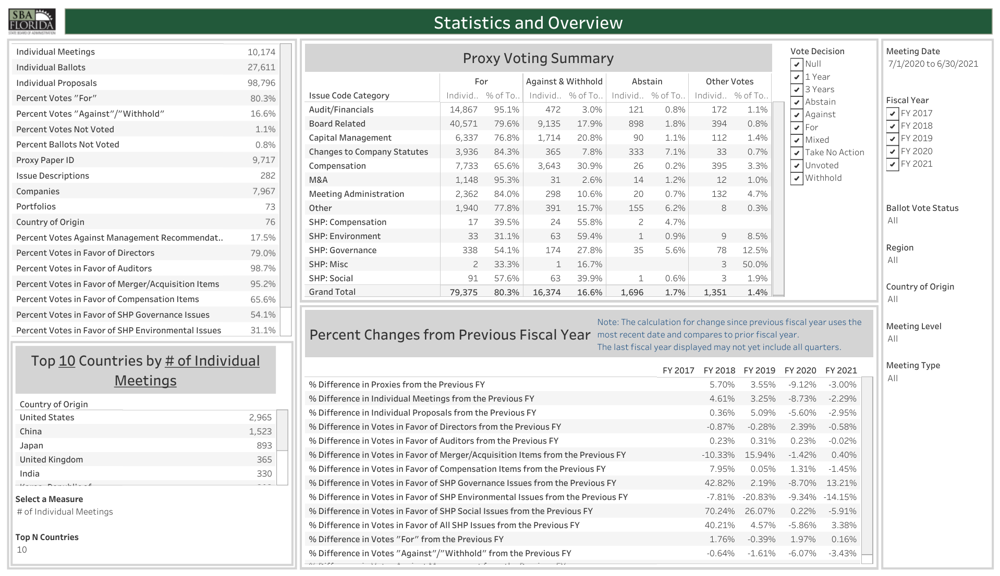 SBA
FLORIDA
STATE BOARD OF ADMINISTRATION
Statistics and Overview
Individual Meetings 10,174
Individual Ballots 27,611
Individual Proposals 98,796
Percent Votes "For" 80.3%
Percent Votes "Against"/"Withhold" 16.6%
Percent Votes Not Voted 1.1%
Percent Ballots Not Voted 0.8%
Proxy Paper ID 9,717
Issue Descriptions 282
Companies 7,967
Portfolios 73
Country of Origin 76
Percent Votes Against Management Recommendat.. 17.5%
Percent Votes in Favor of Directors 79.0%
Percent Votes in Favor of Auditors 98.7%
Percent Votes in Favor of Merger/Acquisition Items 95.2%
Percent Votes in Favor of Compensation Items 65.6%
Percent Votes in Favor of SHP Governance Issues 54.1%
Percent Votes in Favor of SHP Environmental Issues 31.1%
Top 10 Countries by # of Individual
Meetings
Country of Origin
United States 2,965
China 1,523
Japan 893
United Kingdom 365
India 330
Select a Measure
# of Individual Meetings
Top N Countries
10
Proxy Voting Summary
For Against & Withhold Abstain Other Votes
Issue Code Category Individ.. % of To.. Individ.. % of To.. Individ.. % of To.. Individ.. % of To..
Audit/Financials 14,867 95.1% 472 3.0% 121 0.8% 172 1.1%
Board Related 40,571 79.6% 9,135 17.9% 898 1.8% 394 0.8%
Capital Management 6,337 76.8% 1,714 20.8% 90 1.1% 112 1.4%
Changes to Company Statutes 3,936 84.3% 365 7.8% 333 7.1% 33 0.7%
Compensation 7,733 65.6% 3,643 30.9% 26 0.2% 395 3.3%
M&A 1,148 95.3% 31 2.6% 14 1.2% 12 1.0%
Meeting Administration 2,362 84.0% 298 10.6% 20 0.7% 132 4.7%
Other 1,940 77.8% 391 15.7% 155 6.2% 8 0.3%
SHP: Compensation 17 39.5% 24 55.8% 2 4.7%
SHP: Environment 33 31.1% 63 59.4% 1 0.9% 9 8.5%
SHP: Governance 338 54.1% 174 27.8% 35 5.6% 78 12.5%
SHP: Misc 2 33.3% 1 16.7% 3 50.0%
SHP: Social 91 57.6% 63 39.9% 1 0.6% 3 1.9%
Grand Total 79,375 80.3% 16,374 16.6% 1,696 1.7% 1,351 1.4%
Vote Decision
Null
1 Year
3 Years
Abstain
Against
For
Mixed
Take No Action
Unvoted
Withhold
Percent Changes from Previous Fiscal Year
Note: The calculation for change since previous fiscal year uses the
most recent date and compares to prior fiscal year.
The last fiscal year displayed may not yet include all quarters.
FY 2017 FY 2018 FY 2019 FY 2020 FY 2021
% Difference in Proxies from the Previous FY 5.70% 3.55% -9.12% -3.00%
% Difference in Individual Meetings from the Previous FY 4.61% 3.25% -8.73% -2.29%
% Difference in Individual Proposals from the Previous FY 0.36% 5.09% -5.60% -2.95%
% Difference in Votes in Favor of Directors from the Previous FY -0.87% -0.28% 2.39% -0.58%
% Difference in Votes in Favor of Auditors from the Previous FY 0.23% 0.31% 0.23% -0.02%
% Difference in Votes in Favor of Merger/Acquisition Items from the Previous FY -10.33% 15.94% -1.42% 0.40%
% Difference in Votes in Favor of Compensation Items from the Previous FY 7.95% 0.05% 1.31% -1.45%
% Difference in Votes in Favor of SHP Governance Issues from the Previous FY 42.82% 2.19% -8.70% 13.21%
% Difference in Votes in Favor of SHP Environmental Issues from the Previous FY -7.81% -20.83% -9.34% -14.15%
% Difference in Votes in Favor of SHP Social Issues from the Previous FY 70.24% 26.07% 0.22% -5.91%
% Difference in Votes in Favor of All SHP Issues from the Previous FY 40.21% 4.57% -5.86% 3.38%
% Difference in Votes "For" from the Previous FY 1.76% -0.39% 1.97% 0.16%
% Difference in Votes "Against"/"Withhold" from the Previous FY -0.64% -1.61% -6.07% -3.43%
Meeting Date
7/1/2020 to 6/30/2021
Fiscal Year
FY 2017
FY 2018
FY 2019
FY 2020
FY 2021
Ballot Vote Status
All
Region
All
Country of Origin
All
Meeting Level
All
Meeting Type
All